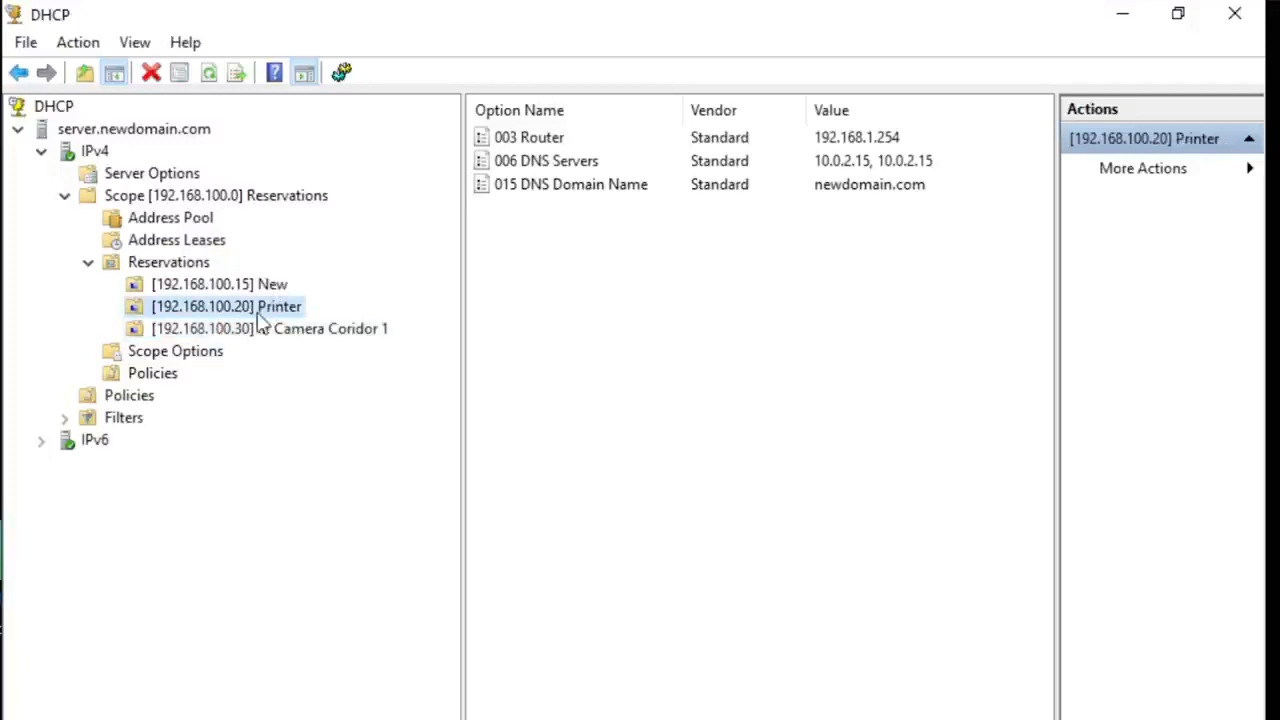 DHCP
File Action View Help
DHCP
server.newdomain.com
IPv4
Server Options
Scope [192.168.100.0] Reservations
Address Pool
Address Leases
Reservations
[192.168.100.15] New
[192.168.100.20] Printer
[192.168.100.30] Camera Coridor 1
Scope Options
Policies
Policies
Filters
IPv6
Option Name Vendor Value
003 Router Standard 192.168.1.254
006 DNS Servers Standard 10.0.2.15, 10.0.2.15
015 DNS Domain Name Standard newdomain.com
Actions
[192.168.100.20] Printer
More Actions